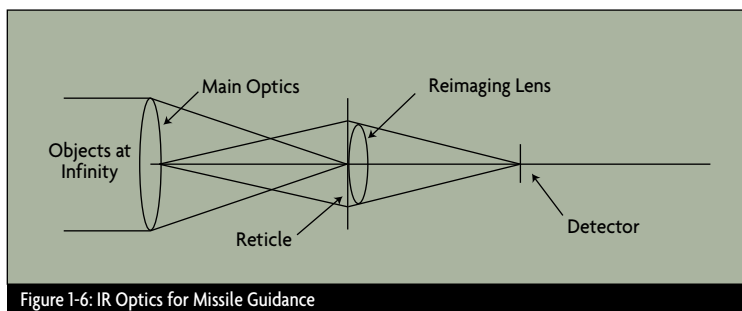 Main Optics
Reimaging Lens
Objects at
Infinity
Reticle
Detector
Figure 1-6: IR Optics for Missile Guidance